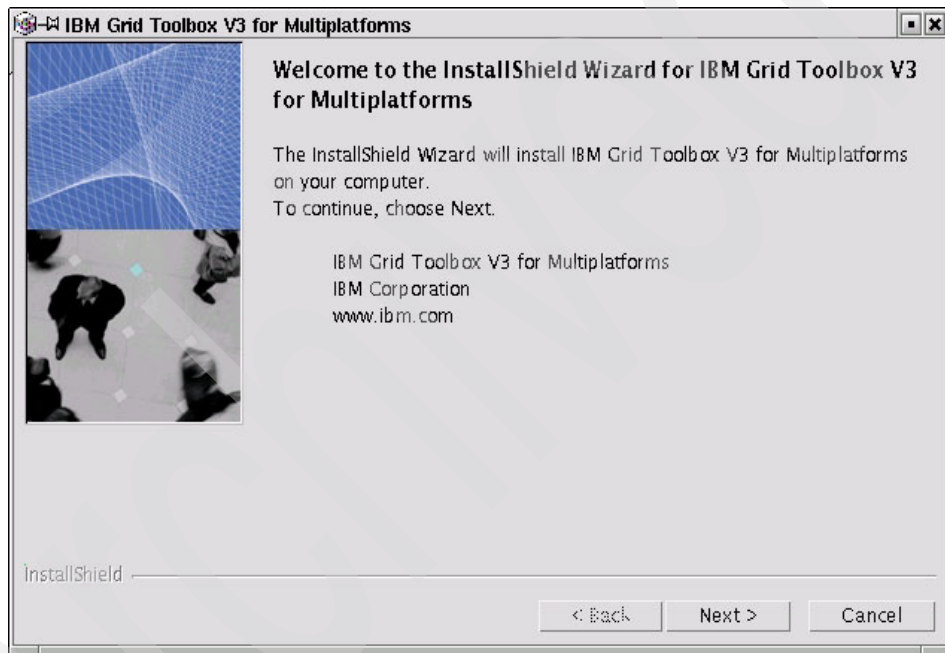 IBM Grid Toolbox V3 for Multiplatforms
Welcome to the InstallShield Wizard for IBM Grid Toolbox V3
for Multiplatforms
The InstallShield Wizard will install IBM Grid Toolbox V3 for Multiplatforms
on your computer.
To continue, choose Next.
IBM Grid Toolbox V3 for Multiplatforms
IBM Corporation
www.ibm.com
InstallShield
< Back
Next >
Cancel